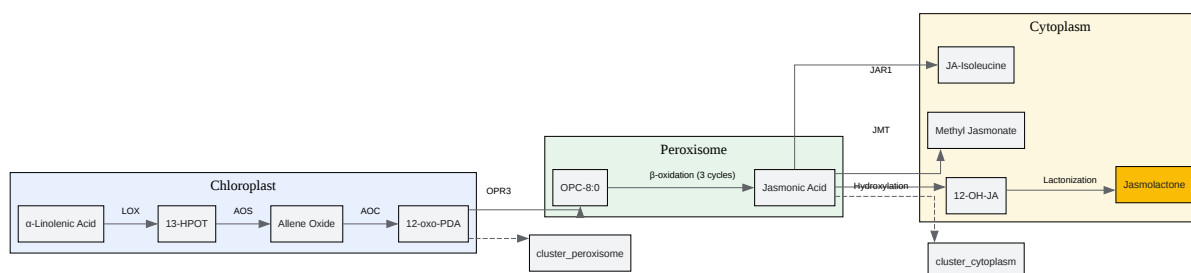 Chloroplast
α-Linolenic Acid
LOX
13-HPOT
AOS
Allene Oxide
AOC
12-oxo-PDA
OPR3
cluster_peroxisome
Peroxisome
OPC-8:0
β-oxidation (3 cycles)
Jasmonic Acid
JAR1
JMT
Hydroxylation
Cytoplasm
JA-Isoleucine
Methyl Jasmonate
12-OH-JA
Lactonization
Jasmolactone
cluster_cytoplasm